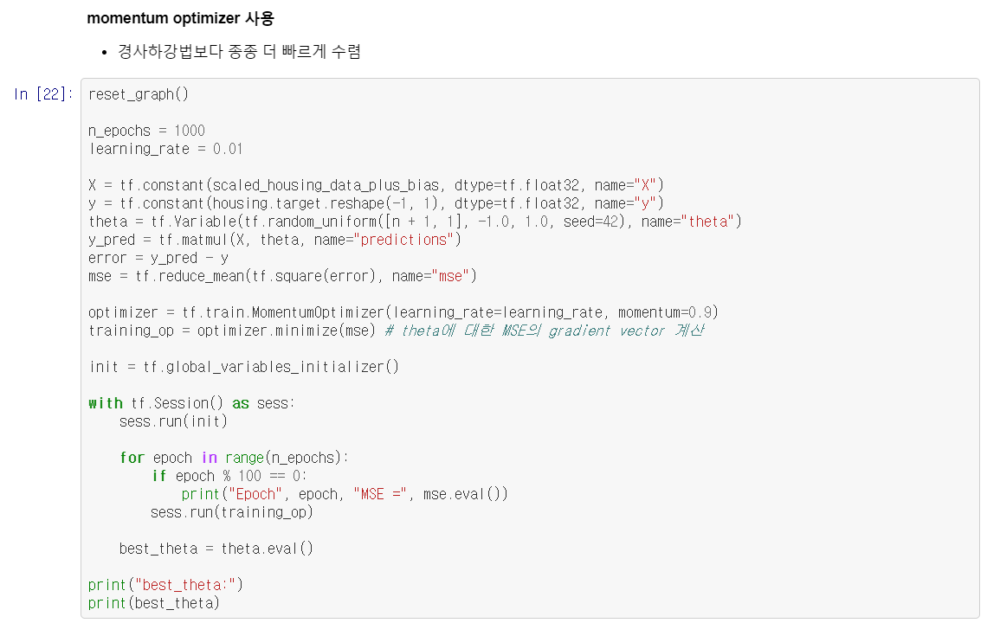 momentum optimizer 사용
• 경사하강법보다 종종 더 빠르게 수렴
In [22]: reset_graph()
n_epochs = 1000
learning_rate = 0.01
X = tf.constant(scaled_housing_data_plus_bias, dtype=tf.float32, name="X")
y = tf.constant(housing.target.reshape(-1, 1), dtype=tf.float32, name="y")
theta = tf.Variable(tf.random_uniform([n + 1, 1], -1.0, 1.0, seed=42), name="theta")
y_pred = tf.matmul(X, theta, name="predictions")
error = y_pred - y
mse = tf.reduce_mean(tf.square(error), name="mse")
optimizer = tf.train.MomentumOptimizer(learning_rate=learning_rate, momentum=0.9)
training_op = optimizer.minimize(mse) # theta에 대한 MSE의 gradient vector 계산
init = tf.global_variables_initializer()
with tf.Session() as sess:
    sess.run(init)
    for epoch in range(n_epochs):
        if epoch % 100 == 0:
            print("Epoch", epoch, "MSE =", mse.eval())
        sess.run(training_op)
    best_theta = theta.eval()
print("best_theta:")
print(best_theta)